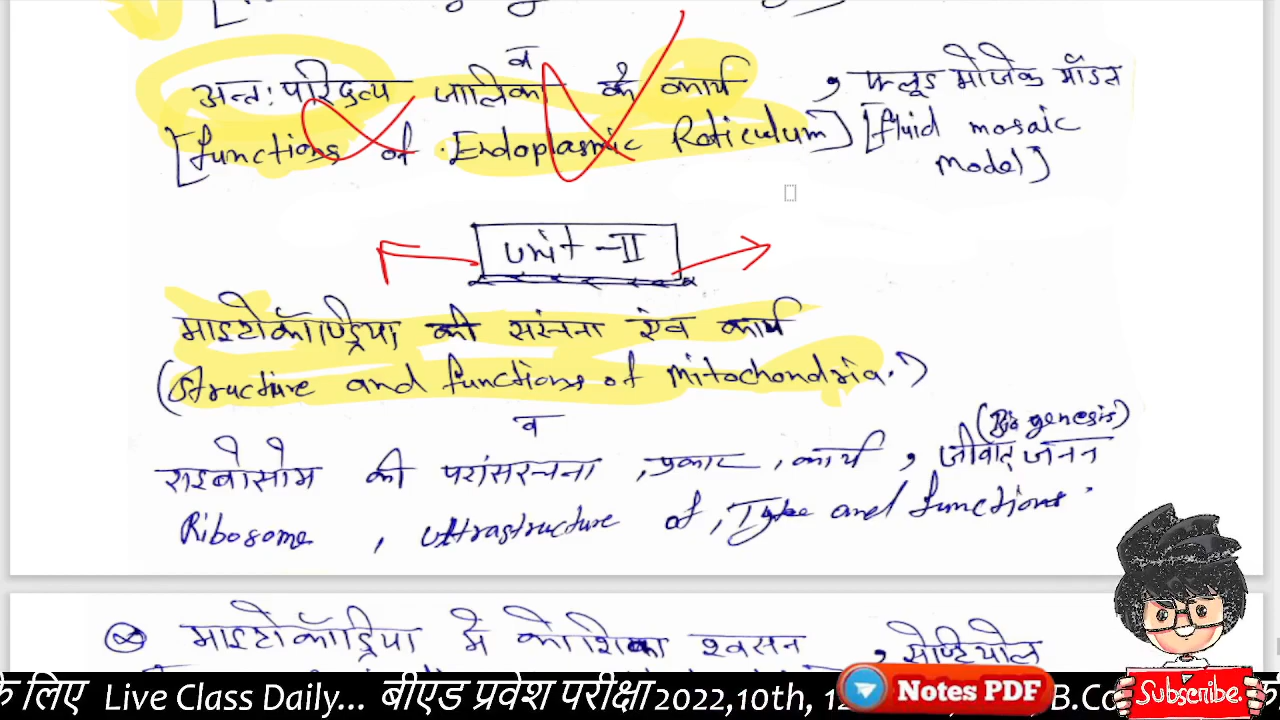 व
अन्तः परिद्रव्य जालिका के कार्य , फ्लूड मोजेक मॉडल
[functions of Endoplasmic Reticulum] [fluid mosaic
model]
Unit-II
माइटोकॉण्ड्रिया की संरचना एंव कार्य
(Structure and functions of mitochondria.)
व
(Bio genesis)
राइबोसोम की परासंरचना , प्रकार , कार्य , जीवात् जनन
Ribosome , Ultrastructure of , Type and functions
माइटोकॉड्रिया में कोशिका श्वसन ,
के लिए Live Class Daily... बीएड प्रवेश परीक्षा 2022,10th, 12 B.Co
Notes PDF
Subscribe.